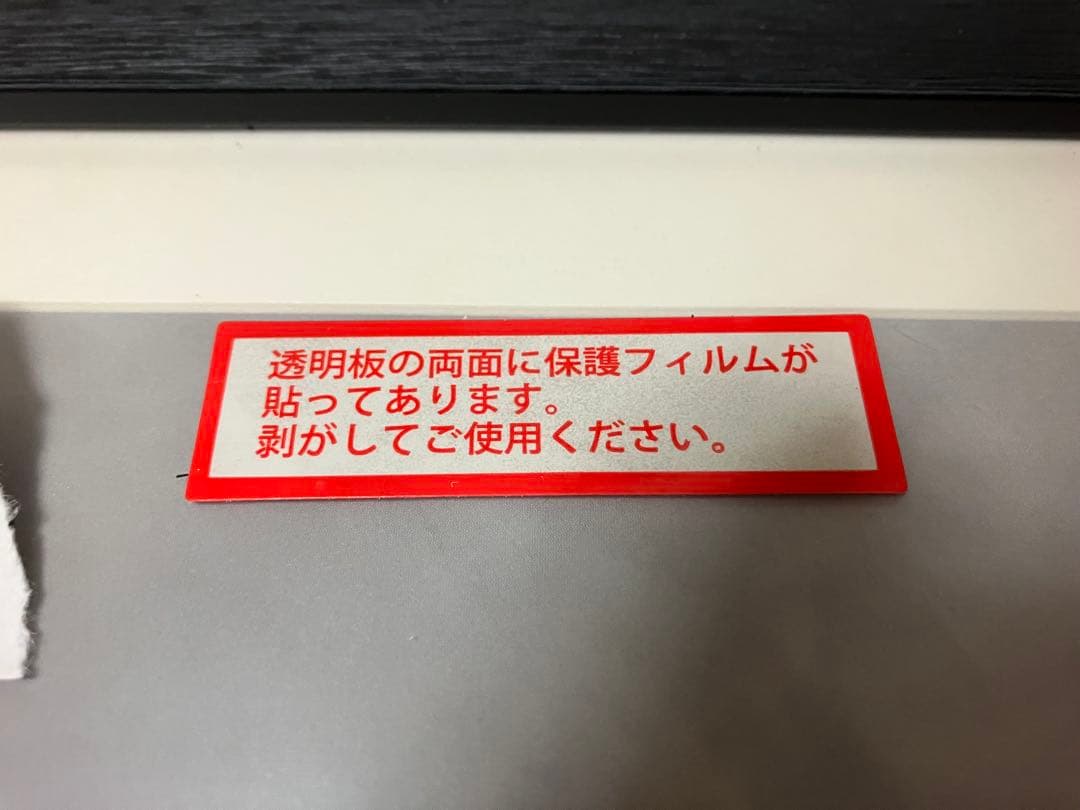 透明板の両面に保護フィルムが
貼ってあります。
剥がしてご使用ください。